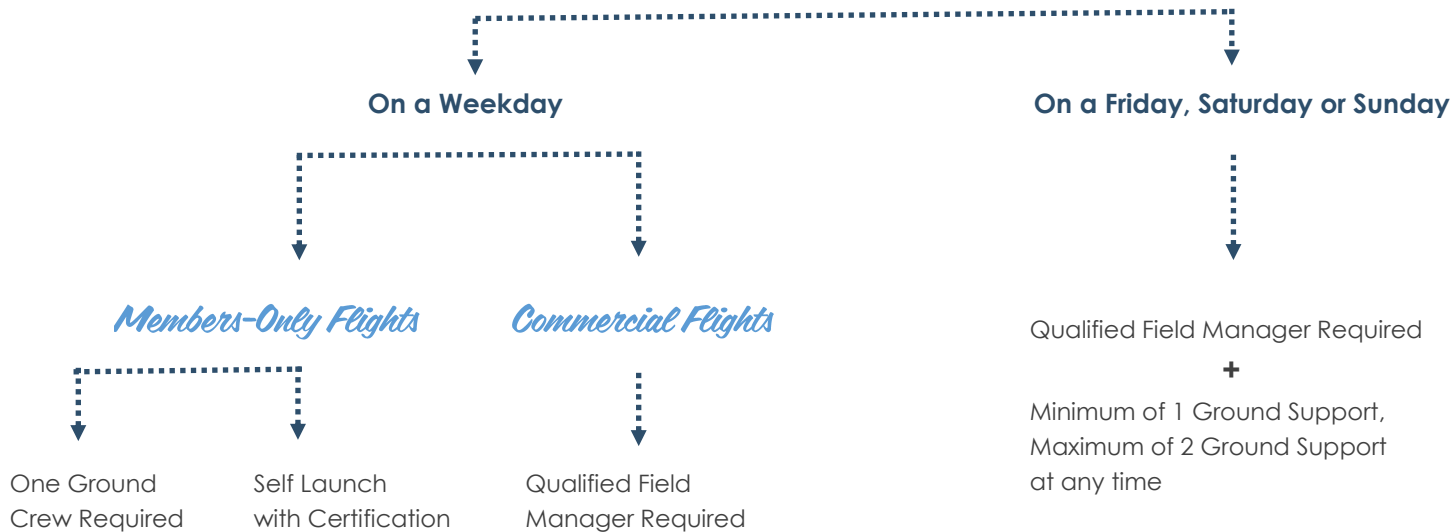 On a Weekday
On a Friday, Saturday or Sunday
Members-Only Flights
Commercial Flights
Qualified Field Manager Required
+
Minimum of 1 Ground Support,
Maximum of 2 Ground Support
at any time
One Ground
Crew Required
Self Launch
with Certification
Qualified Field
Manager Required